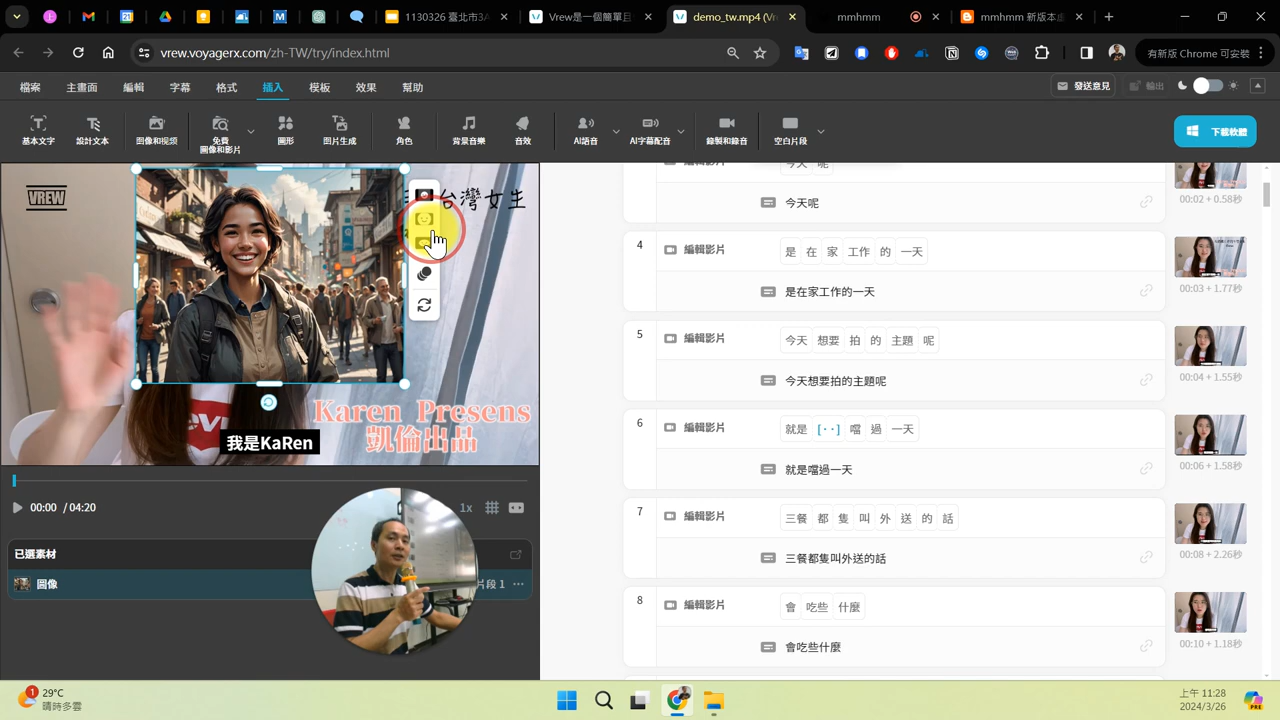 1130326 臺北市3A
Vrew是一個簡單且
demo_tw.mp4 (Vr
mmhmm
mmhmm 新版本虛
vrew.voyagerx.com/zh-TW/try/index.html
有新版 Chrome 可安裝
檔案 主畫面 編輯 字幕 格式 插入 模板 效果 幫助
發送意見 輸出
基本文字 設計文字 图像和视频 免費 圖像和影片 圖形 图片生成 角色 背景音樂 音效 AI語音 AI字幕配音 錄製和錄音 空白片段
下載軟體
VREW
台灣女生
Karen Presens
凱倫出品
我是KaRen
00:00 / 04:20
1x
已選素材
圖像
片段 1
今天 呢
今天呢
00:02 + 0.58秒
4 編輯影片 是 在 家 工作 的 一天
是在家工作的一天
00:03 + 1.77秒
5 編輯影片 今天 想要 拍 的 主題 呢
今天想要拍的主題呢
00:04 + 1.55秒
6 編輯影片 就是 [··] 噹 過 一天
就是噹過一天
00:06 + 1.58秒
7 編輯影片 三餐 都 隻 叫 外 送 的 話
三餐都隻叫外送的話
00:08 + 2.26秒
8 編輯影片 會 吃些 什麼
會吃些什麼
00:10 + 1.18秒
1
29°C
晴時多雲
上午 11:28
2024/3/26
PRE